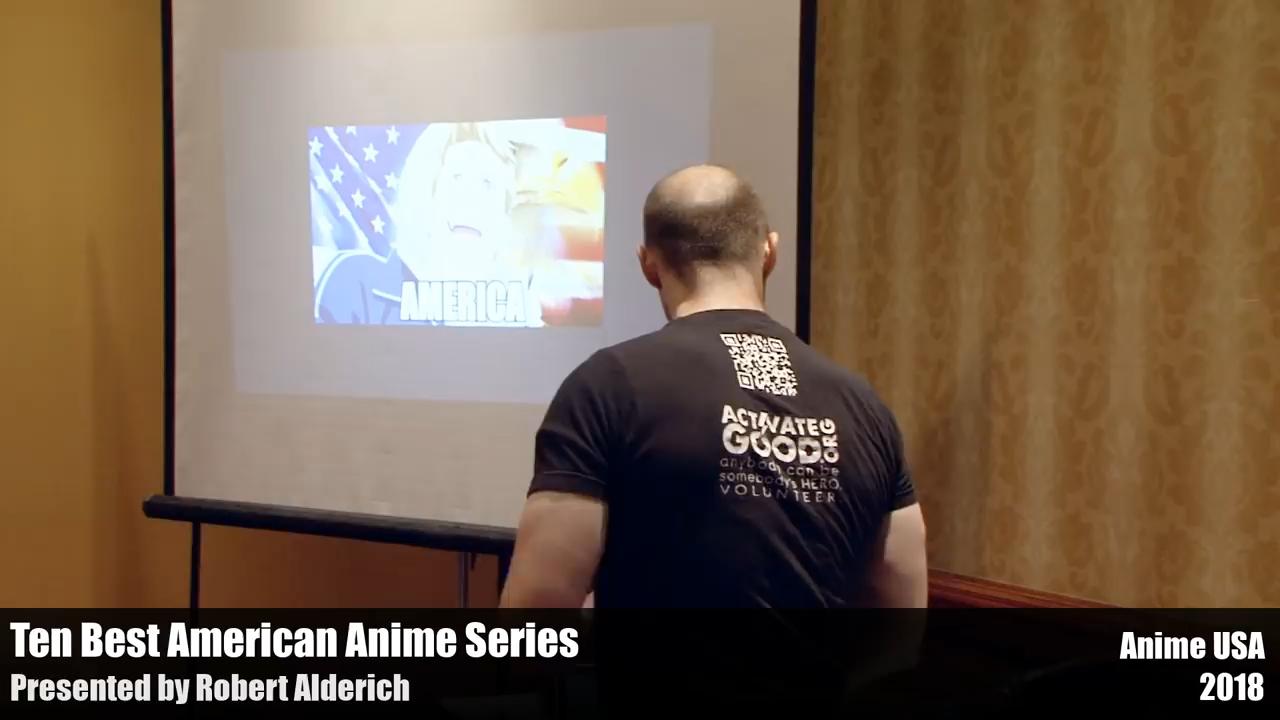 AMERICA
ACTIVATE
GOOD.ORG
anybody can be
somebody's HERO.
VOLUNTEER.
Ten Best American Anime Series
Presented by Robert Alderich
Anime USA
2018